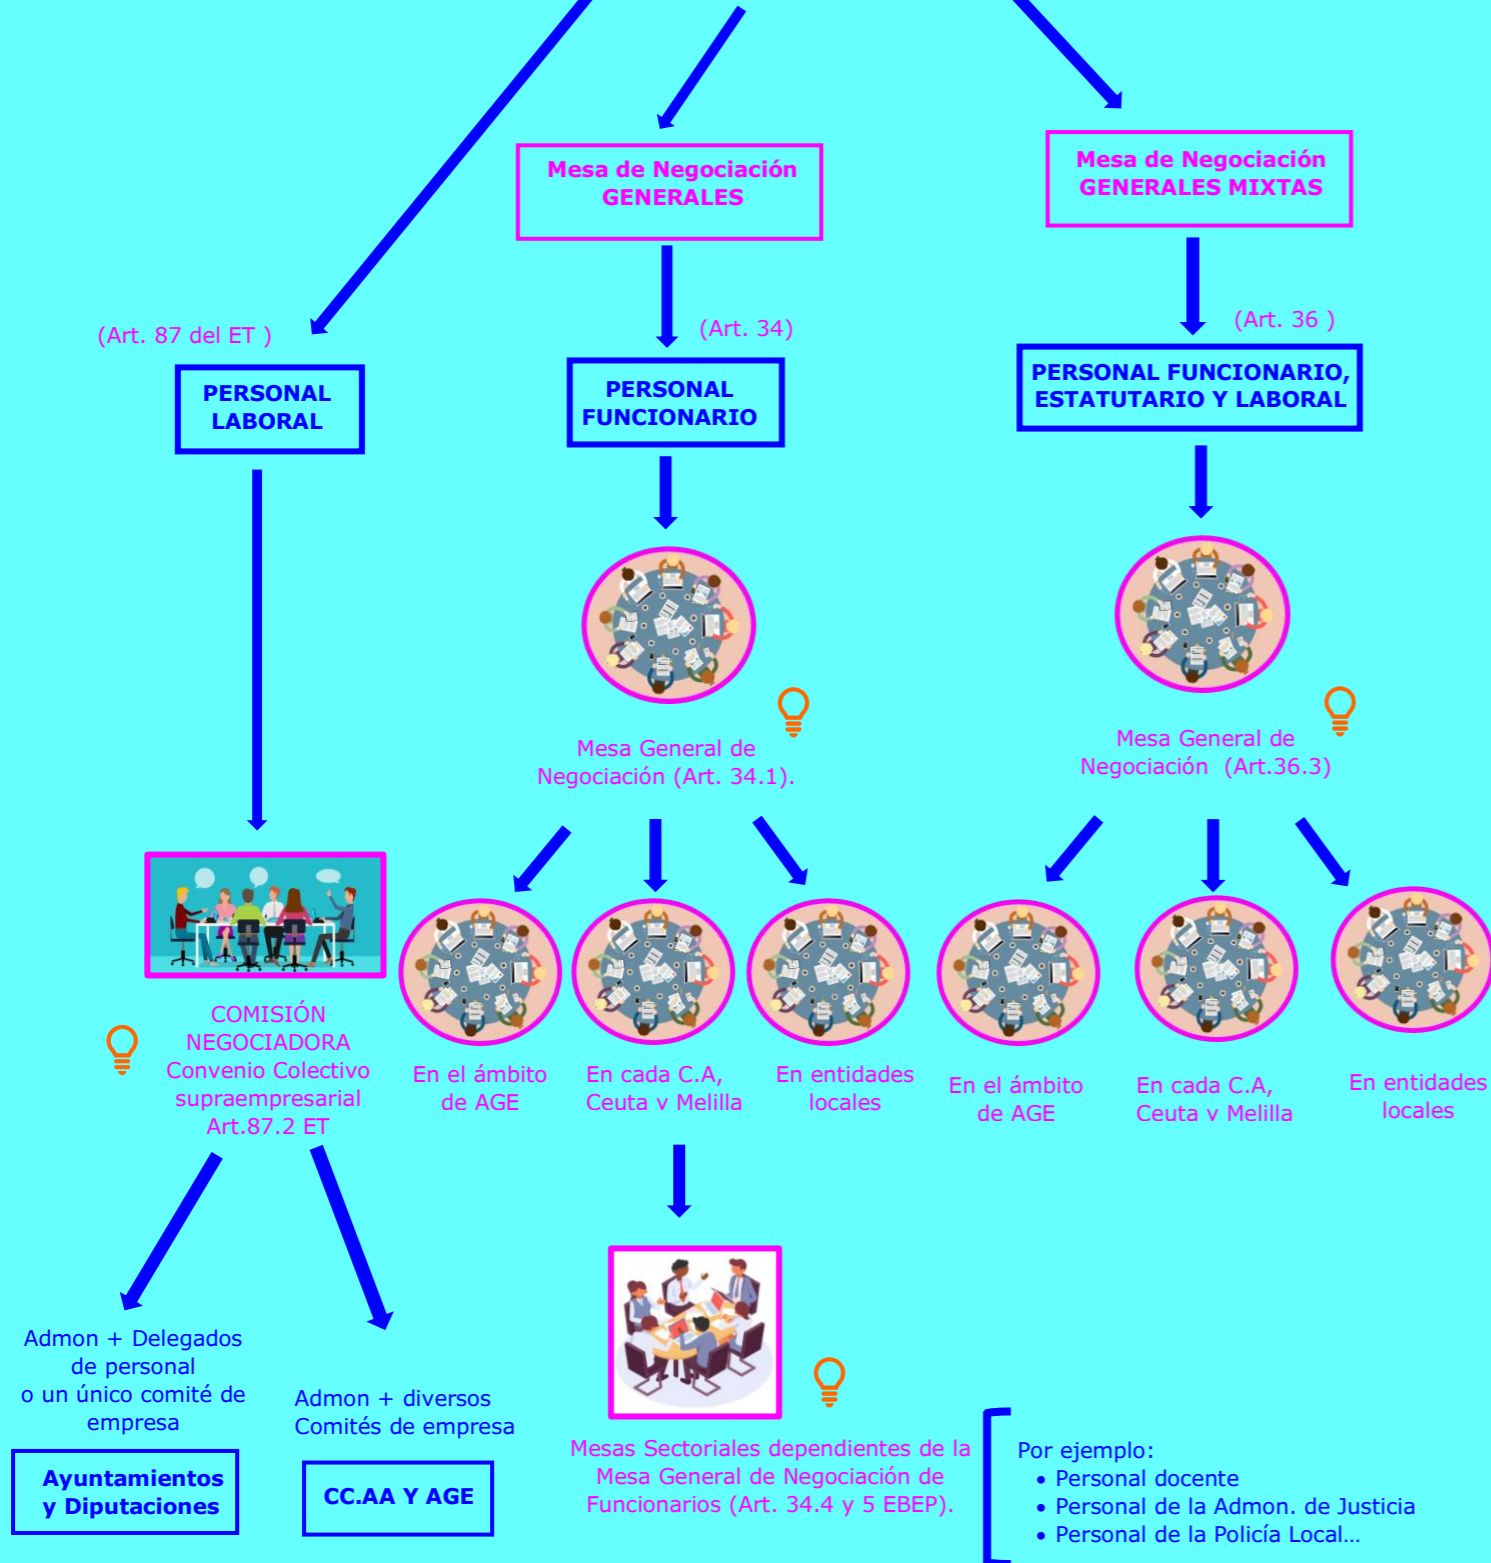 Mesa de Negociación
GENERALES
Mesa de Negociación
GENERALES MIXTAS
(Art. 87 del ET )
(Art. 34)
(Art. 36 )
PERSONAL
LABORAL
PERSONAL
FUNCIONARIO
PERSONAL FUNCIONARIO,
ESTATUTARIO Y LABORAL
Mesa General de
Negociación (Art. 34.1).
Mesa General de
Negociación (Art.36.3)
COMISIÓN
NEGOCIADORA
Convenio Colectivo
supraempresarial
Art.87.2 ET
En el ámbito
de AGE
En cada C.A,
Ceuta v Melilla
En entidades
locales
En el ámbito
de AGE
En cada C.A,
Ceuta v Melilla
En entidades
locales
Admon + Delegados
de personal
o un único comité de
empresa
Ayuntamientos
y Diputaciones
Admon + diversos
Comités de empresa
CC.AA Y AGE
Mesas Sectoriales dependientes de la
Mesa General de Negociación de
Funcionarios (Art. 34.4 y 5 EBEP).
Por ejemplo:
• Personal docente
• Personal de la Admon. de Justicia
• Personal de la Policía Local...